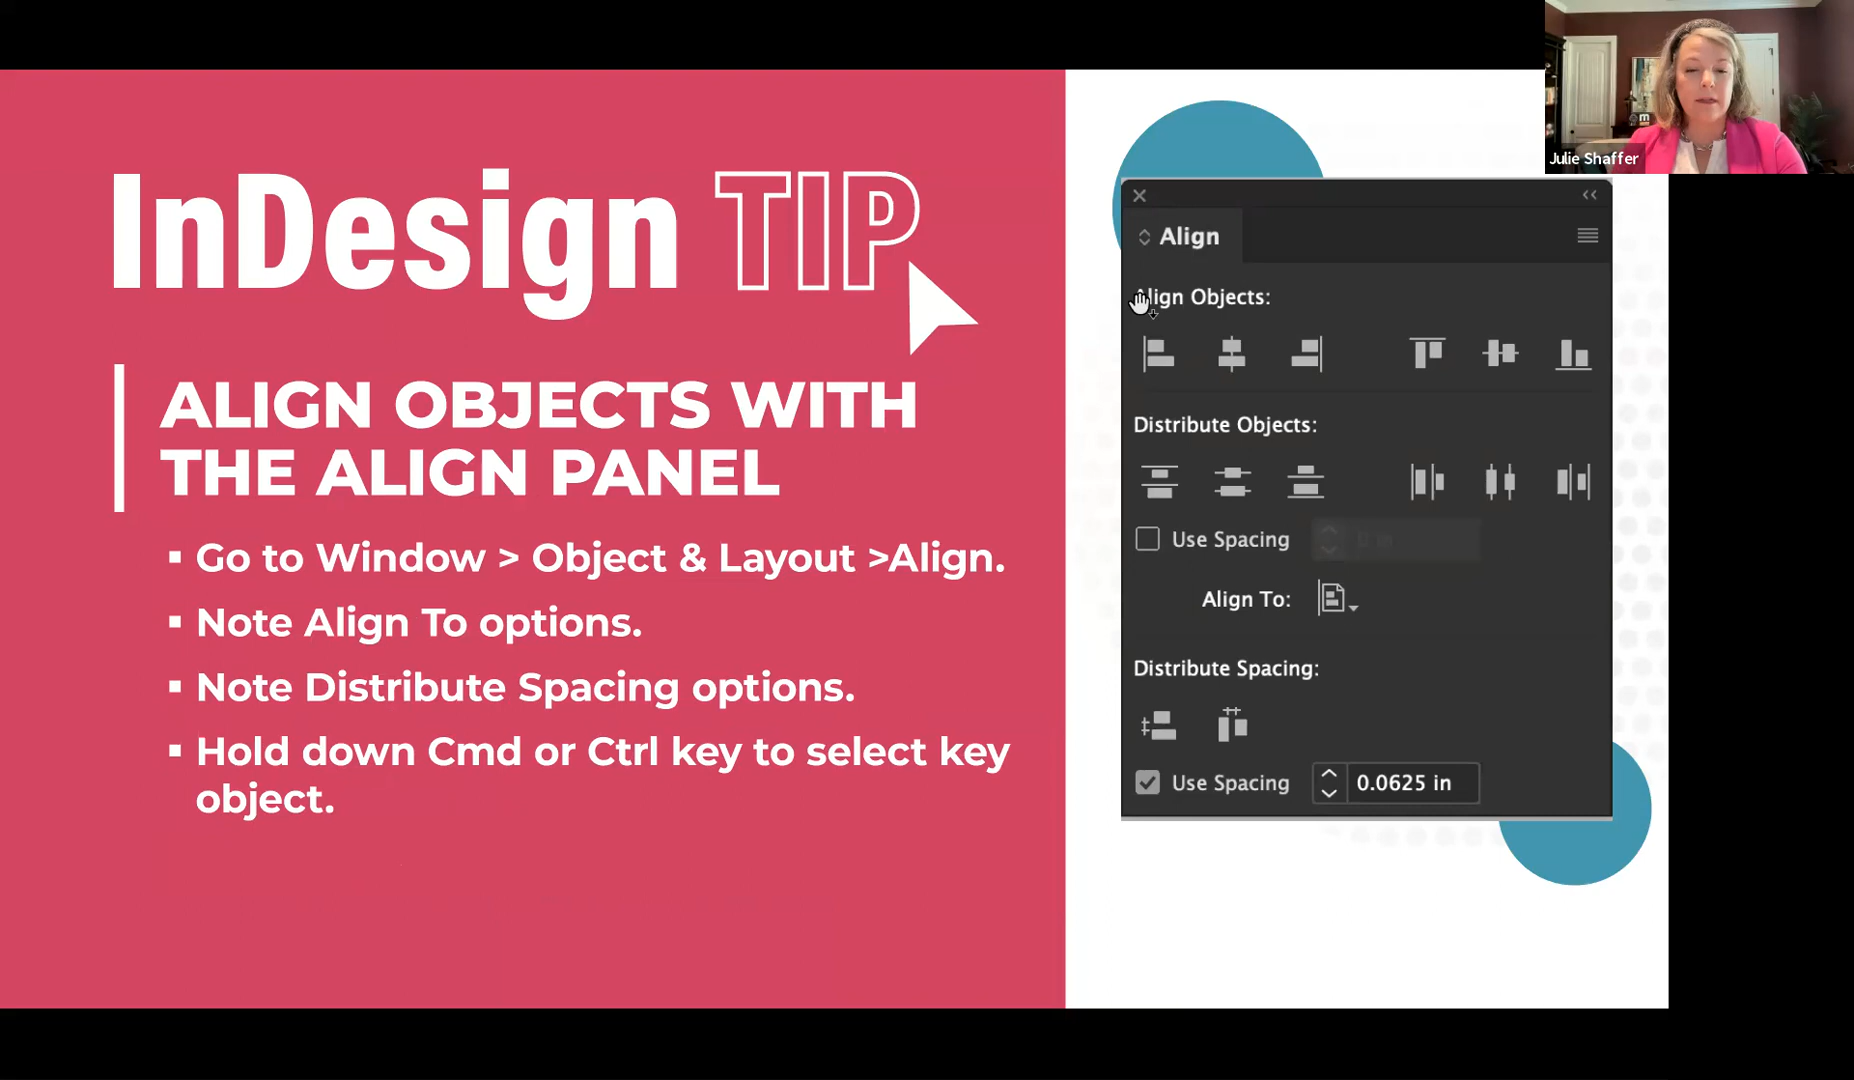 InDesign TIP
ALIGN OBJECTS WITH
THE ALIGN PANEL
▪ Go to Window > Object & Layout >Align.
▪ Note Align To options.
▪ Note Distribute Spacing options.
▪ Hold down Cmd or Ctrl key to select key
object.
Julie Shaffer
Align
Align Objects:
Distribute Objects:
Use Spacing
Align To:
Distribute Spacing:
Use Spacing 0.0625 in